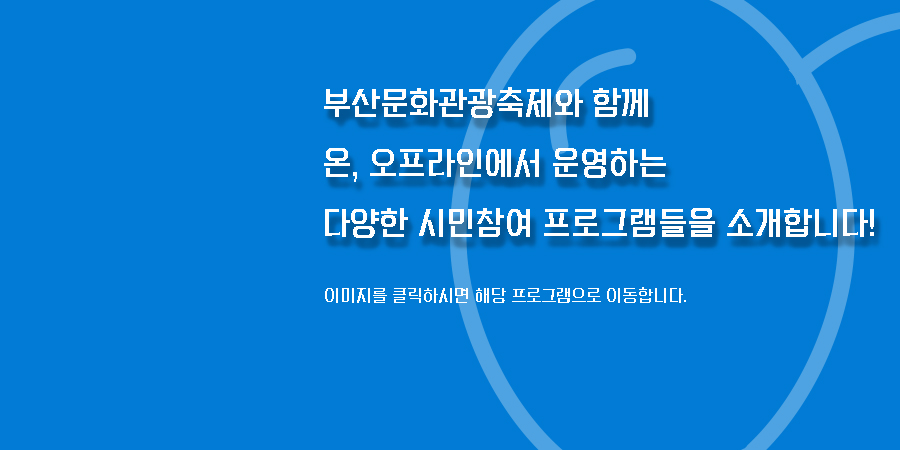 부산문화관광축제와 함께
온, 오프라인에서 운영하는
다양한 시민참여 프로그램들을 소개합니다!
이미지를 클릭하시면 해당 프로그램으로 이동합니다.